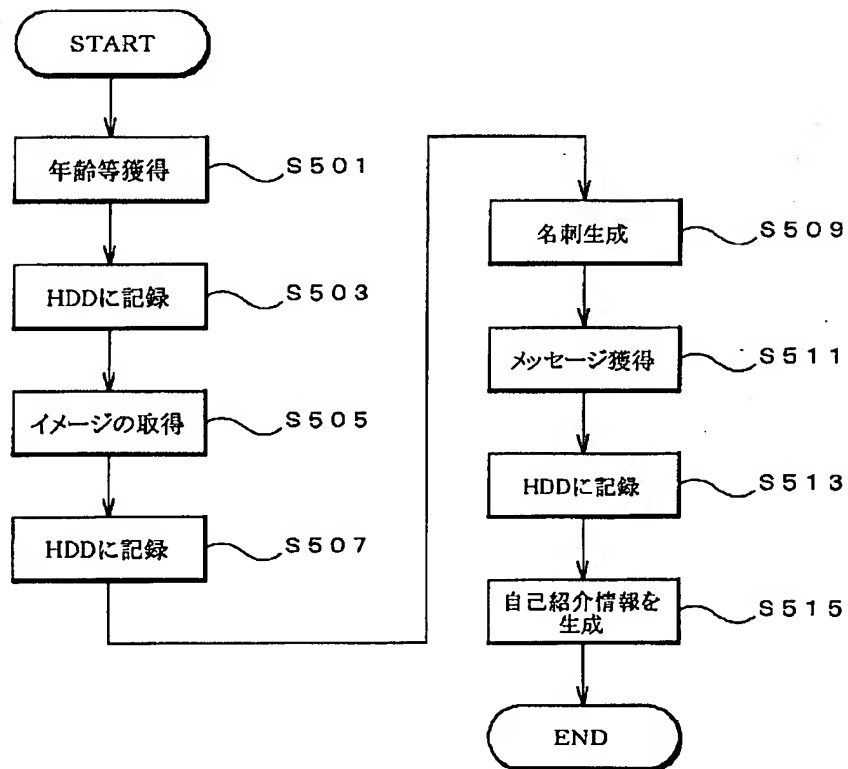 START
年齢等獲得
S501
HDDに記録
S503
イメージの取得
S505
HDDに記録
S507
名刺生成
S509
メッセージ獲得
S511
HDDに記録
S513
自己紹介情報を
生成
S515
END